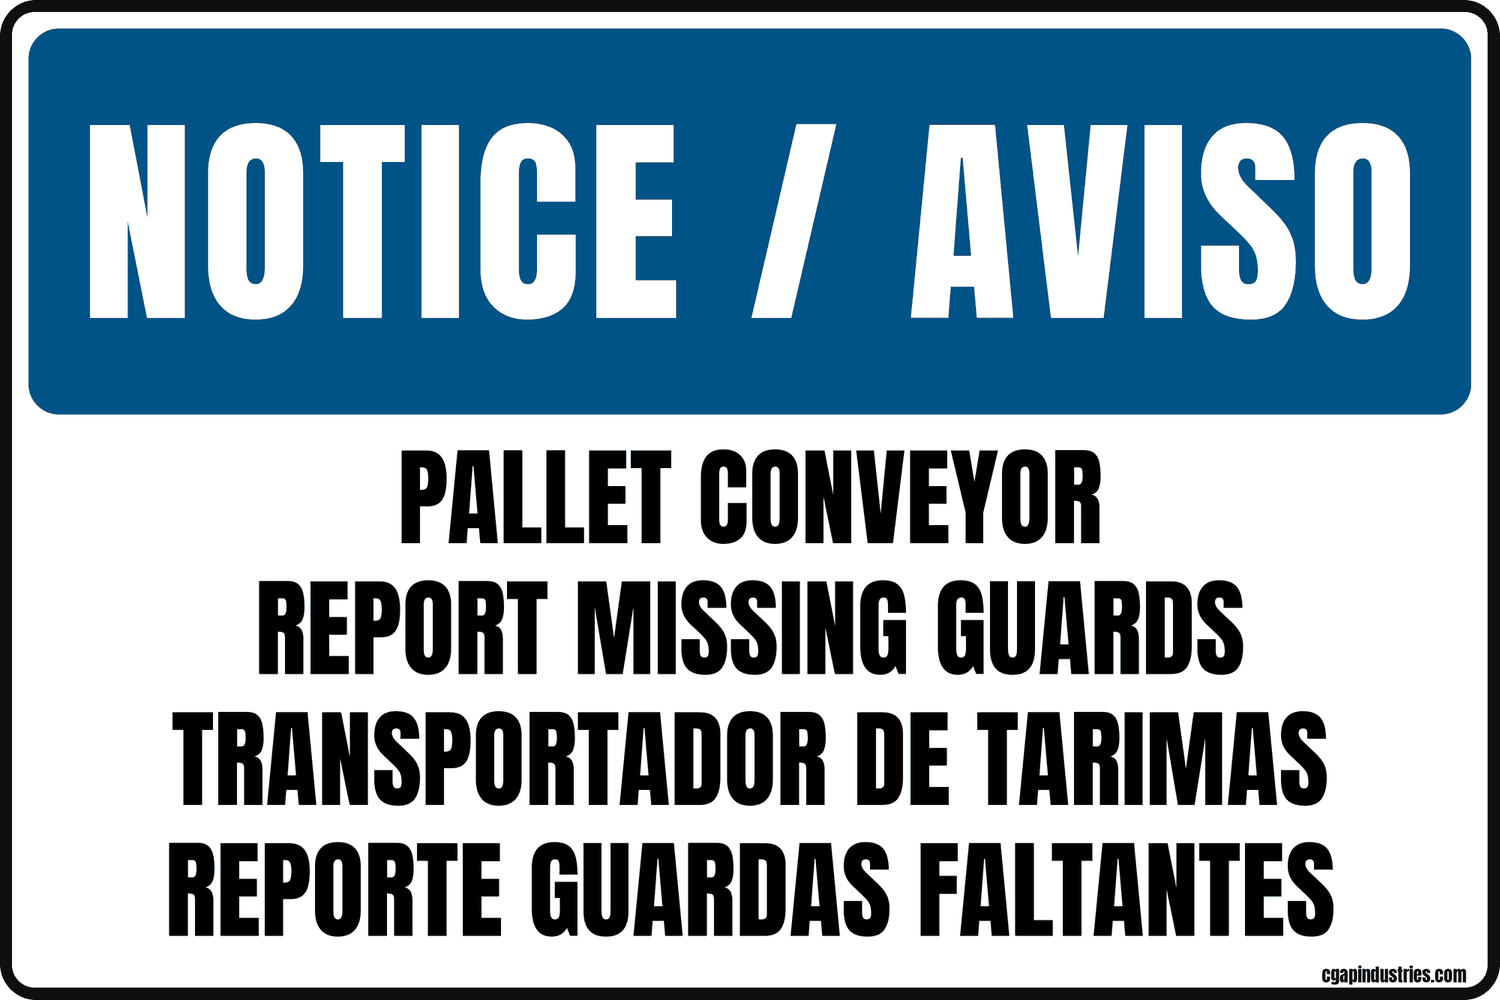 NOTICE / AVISO
PALLET CONVEYOR
REPORT MISSING GUARDS
TRANSPORTADOR DE TARIMAS
REPORTE GUARDAS FALTANTES
cgapindustries.com